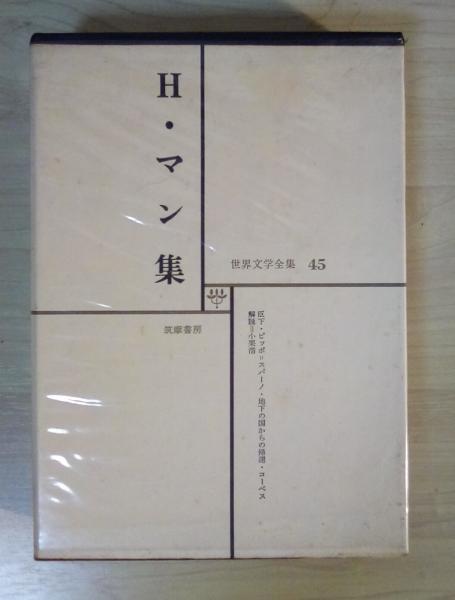 H・マン集
世界文学全集 45
筑摩書房
臣下・ピッポ＝スパーノ・地下の国からの帰還・コーベス
解説＝小栗浩